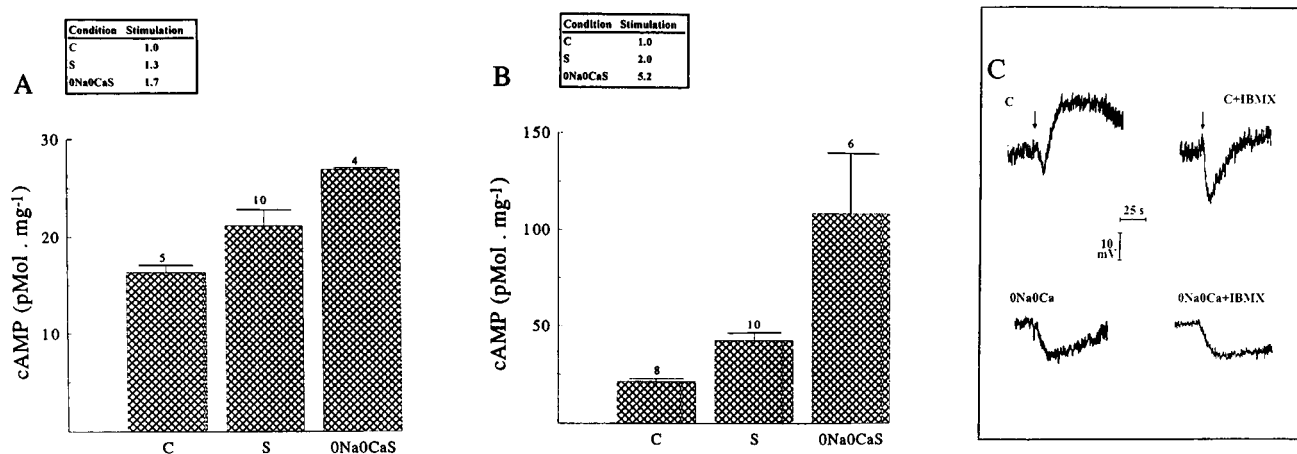 Condition Stimulation
C 1.0
S 1.3
0Na0CaS 1.7
A
cAMP (pMol . mg-1)
30
20
10
5
10
4
C S 0Na0CaS
Condition Stimulation
C 1.0
S 2.0
0Na0CaS 5.2
B
cAMP (pMol . mg-1)
150
100
50
8
10
6
C S 0Na0CaS
C
C
C+IBMX
25 s
10
mV
0Na0Ca
0Na0Ca+IBMX